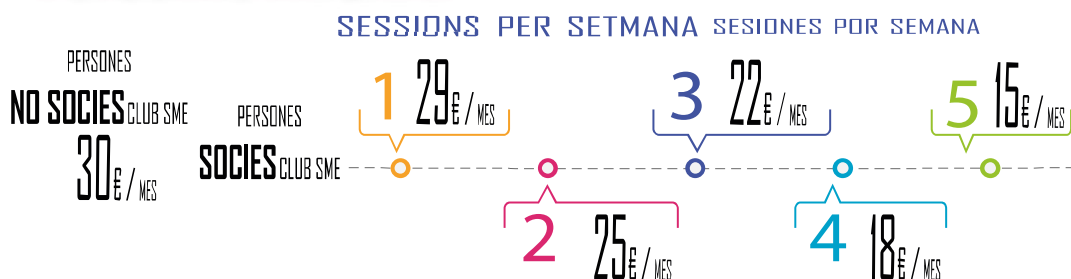 SESSIONS PER SETMANA SESIONES POR SEMANA
PERSONES
NO SOCIES CLUB SME
30€/ MES
PERSONES
SOCIES CLUB SME
1 29€/ MES
2 25€/ MES
3 22€/ MES
4 18€/ MES
5 15€/ MES